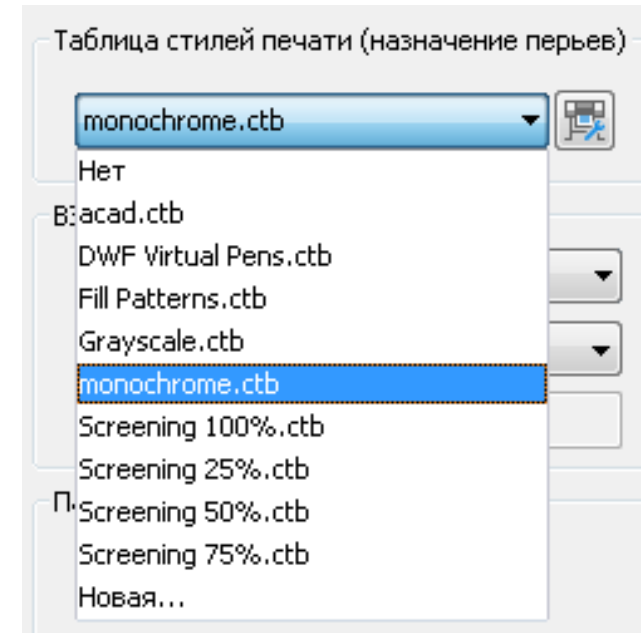 Таблица стилей печати (назначение перьев)
monochrome.ctb
Нет
acad.ctb
DWF Virtual Pens.ctb
Fill Patterns.ctb
Grayscale.ctb
monochrome.ctb
Screening 100%.ctb
Screening 25%.ctb
Screening 50%.ctb
Screening 75%.ctb
Новая...